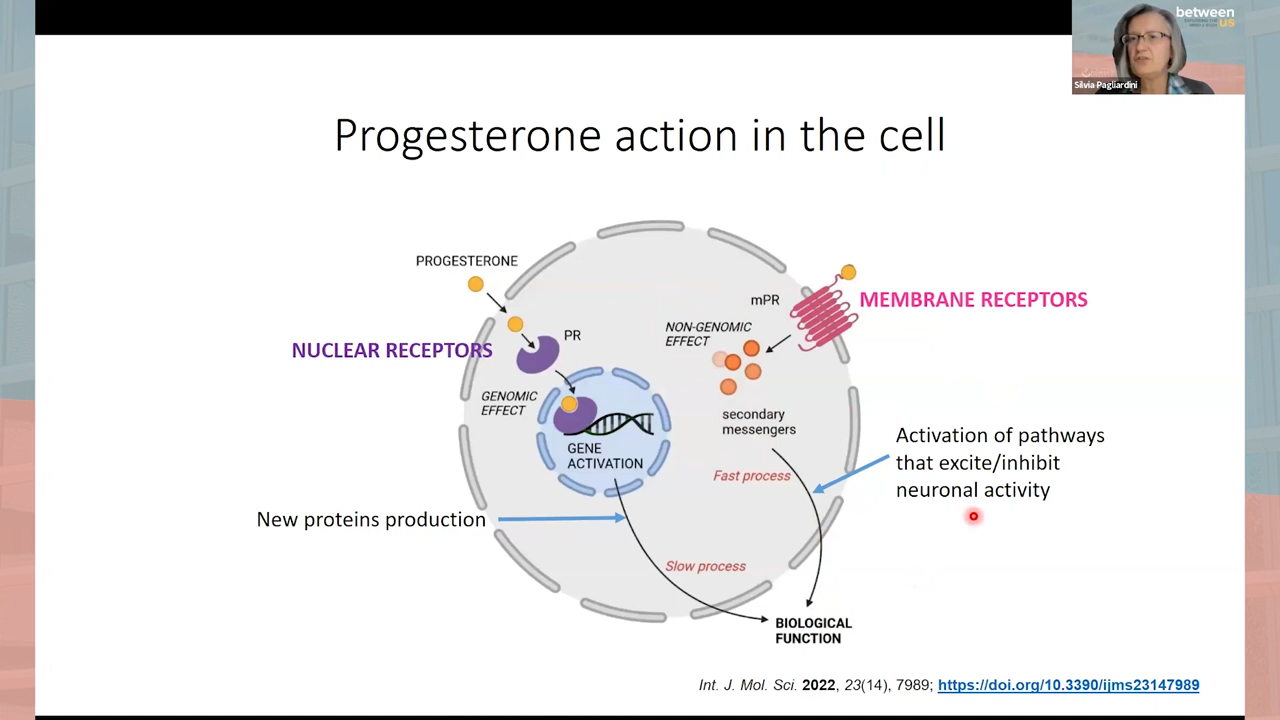 between
us
Silvia Pagliardini
Progesterone action in the cell
PROGESTERONE
NUCLEAR RECEPTORS
PR
GENOMIC
EFFECT
GENE
ACTIVATION
mPR
MEMBRANE RECEPTORS
NON-GENOMIC
EFFECT
secondary
messengers
Fast process
Activation of pathways
that excite/inhibit
neuronal activity
New proteins production
Slow process
BIOLOGICAL
FUNCTION
Int. J. Mol. Sci. 2022, 23(14), 7989; https://doi.org/10.3390/ijms23147989